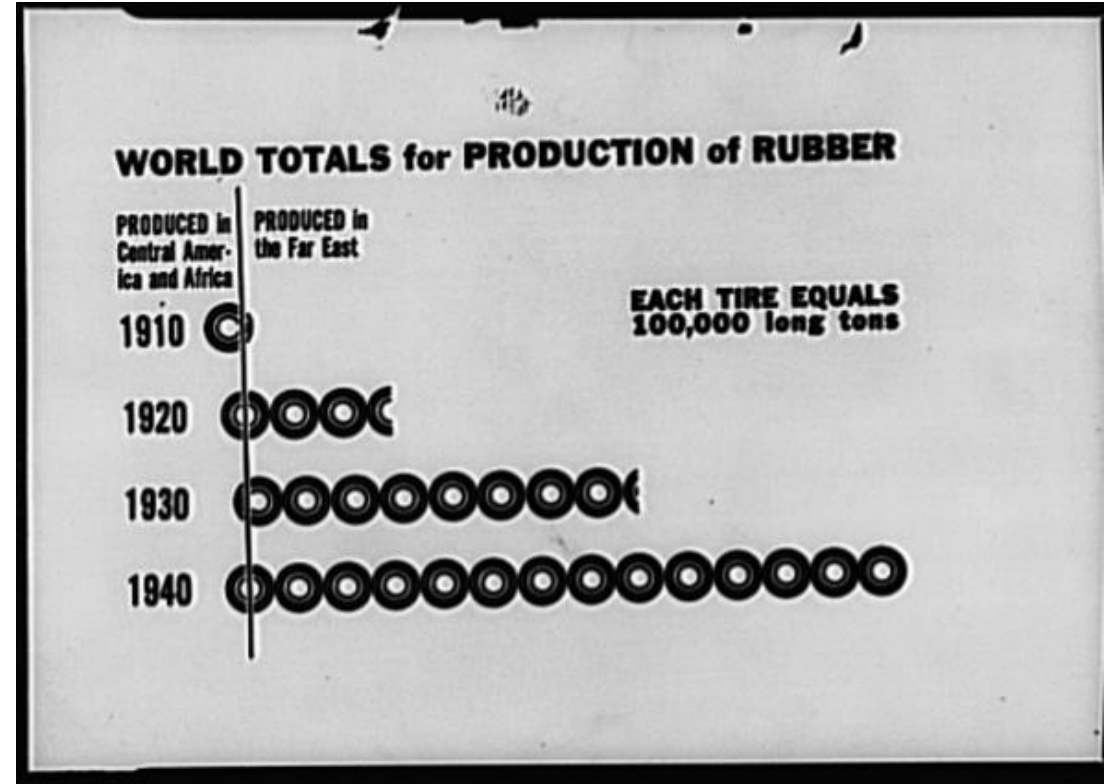 WORLD TOTALS for PRODUCTION of RUBBER
PRODUCED in
Central Amer-
ica and Africa
PRODUCED in
the Far East
EACH TIRE EQUALS
100,000 long tons
1910
1920
1930
1940